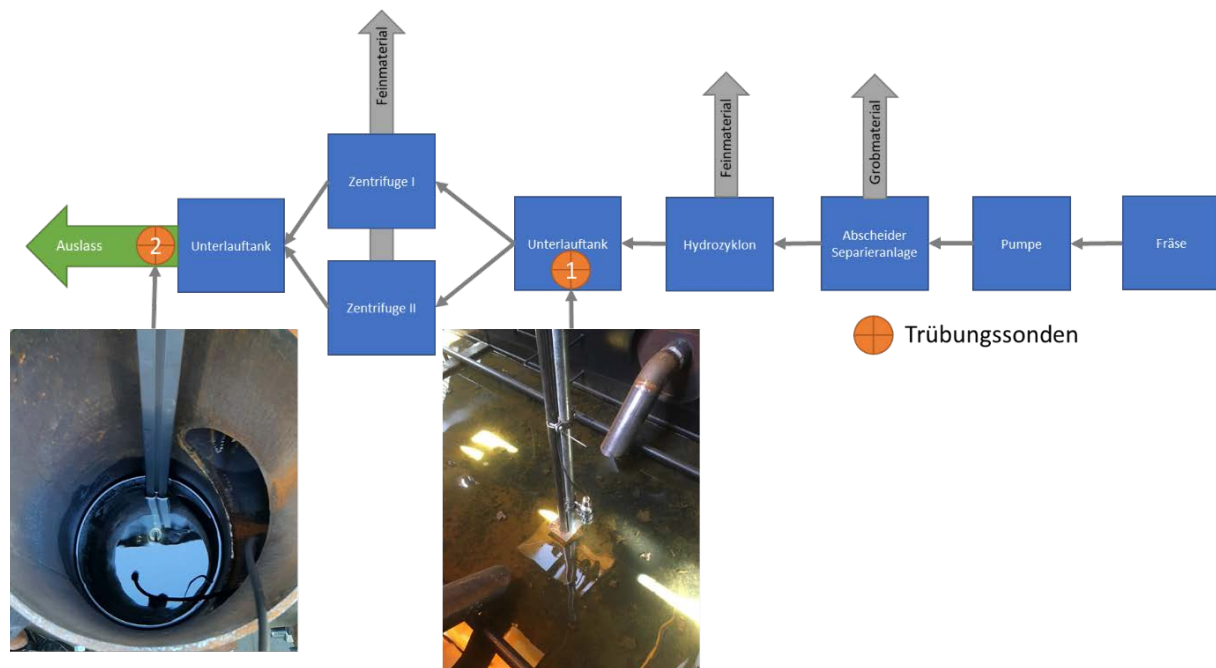 Feinmaterial
Feinmaterial
Grobmaterial
Zentrifuge I
Auslass
2
Unterlauftank
Unterlauftank
1
Hydrozyklon
Abscheider
Separieranlage
Pumpe
Fräse
Zentrifuge II
Trübungssonden